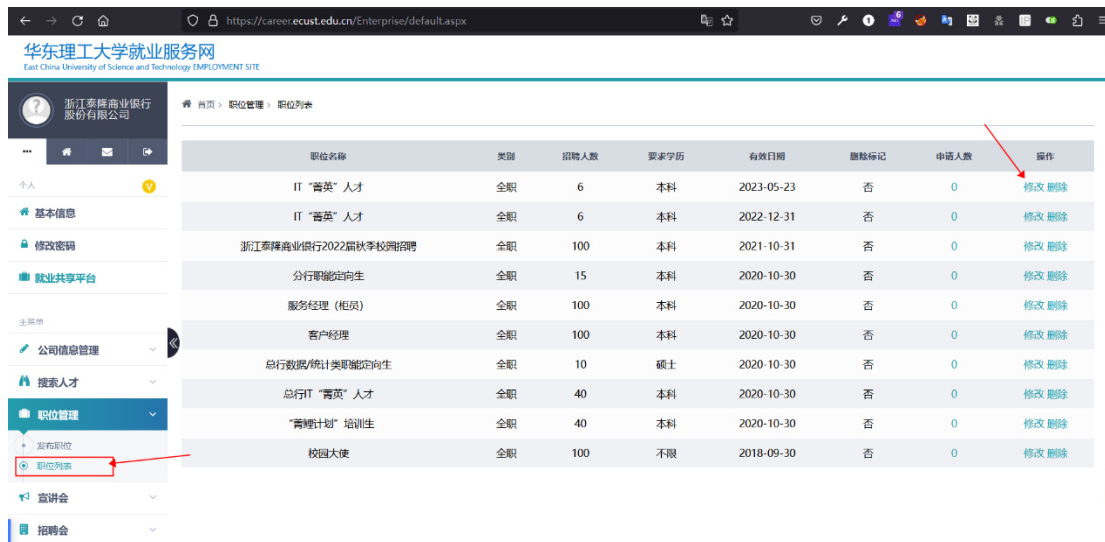 https://career.ecust.edu.cn/Enterprise/default.aspx
华东理工大学就业服务网
East China University of Science and Technology EMPLOYMENT SITE
浙江泰隆商业银行
股份有限公司
首页 > 职位管理 > 职位列表
个人
V
基本信息
修改密码
就业共享平台
主菜单
公司信息管理
搜索人才
职位管理
发布职位
职位列表
宣讲会
招聘会
职位名称 类别 招聘人数 要求学历 有效日期 删除标记 申请人数 操作
IT “菁英” 人才 全职 6 本科 2023-05-23 否 0 修改 删除
IT “菁英” 人才 全职 6 本科 2022-12-31 否 0 修改 删除
浙江泰隆商业银行2022届秋季校园招聘 全职 100 本科 2021-10-31 否 0 修改 删除
分行职能定向生 全职 15 本科 2020-10-30 否 0 修改 删除
服务经理（柜员） 全职 100 本科 2020-10-30 否 0 修改 删除
客户经理 全职 100 本科 2020-10-30 否 0 修改 删除
总行数据/统计类职能定向生 全职 10 硕士 2020-10-30 否 0 修改 删除
总行IT “菁英” 人才 全职 40 本科 2020-10-30 否 0 修改 删除
“菁鲤计划” 培训生 全职 40 本科 2020-10-30 否 0 修改 删除
校园大使 全职 100 不限 2018-09-30 否 0 修改 删除